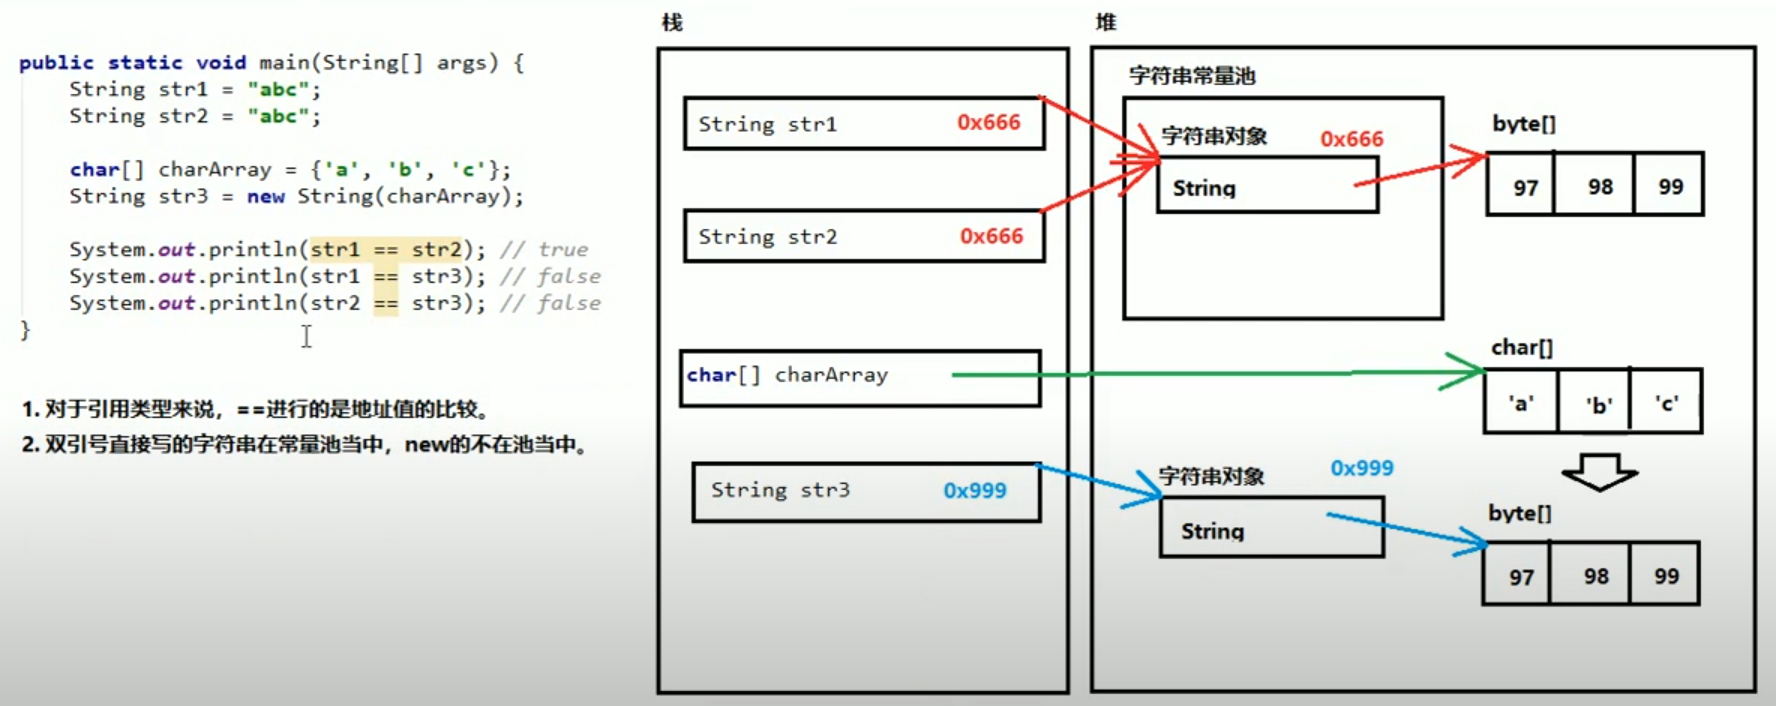 public static void main(String[] args) {
String str1 = "abc";
String str2 = "abc";
char[] charArray = {'a', 'b', 'c'};
String str3 = new String(charArray);
System.out.println(str1 == str2); // true
System.out.println(str1 == str3); // false
System.out.println(str2 == str3); // false
}
1. 对于引用类型来说，==进行的是地址值的比较。
2. 双引号直接写的字符串在常量池当中，new的不在池当中。
栈
String str1 0x666
String str2 0x666
char[] charArray
String str3 0x999
堆
字符串常量池
字符串对象 0x666
String
byte[]
97 98 99
char[]
'a' 'b' 'c'
字符串对象 0x999
String
byte[]
97 98 99